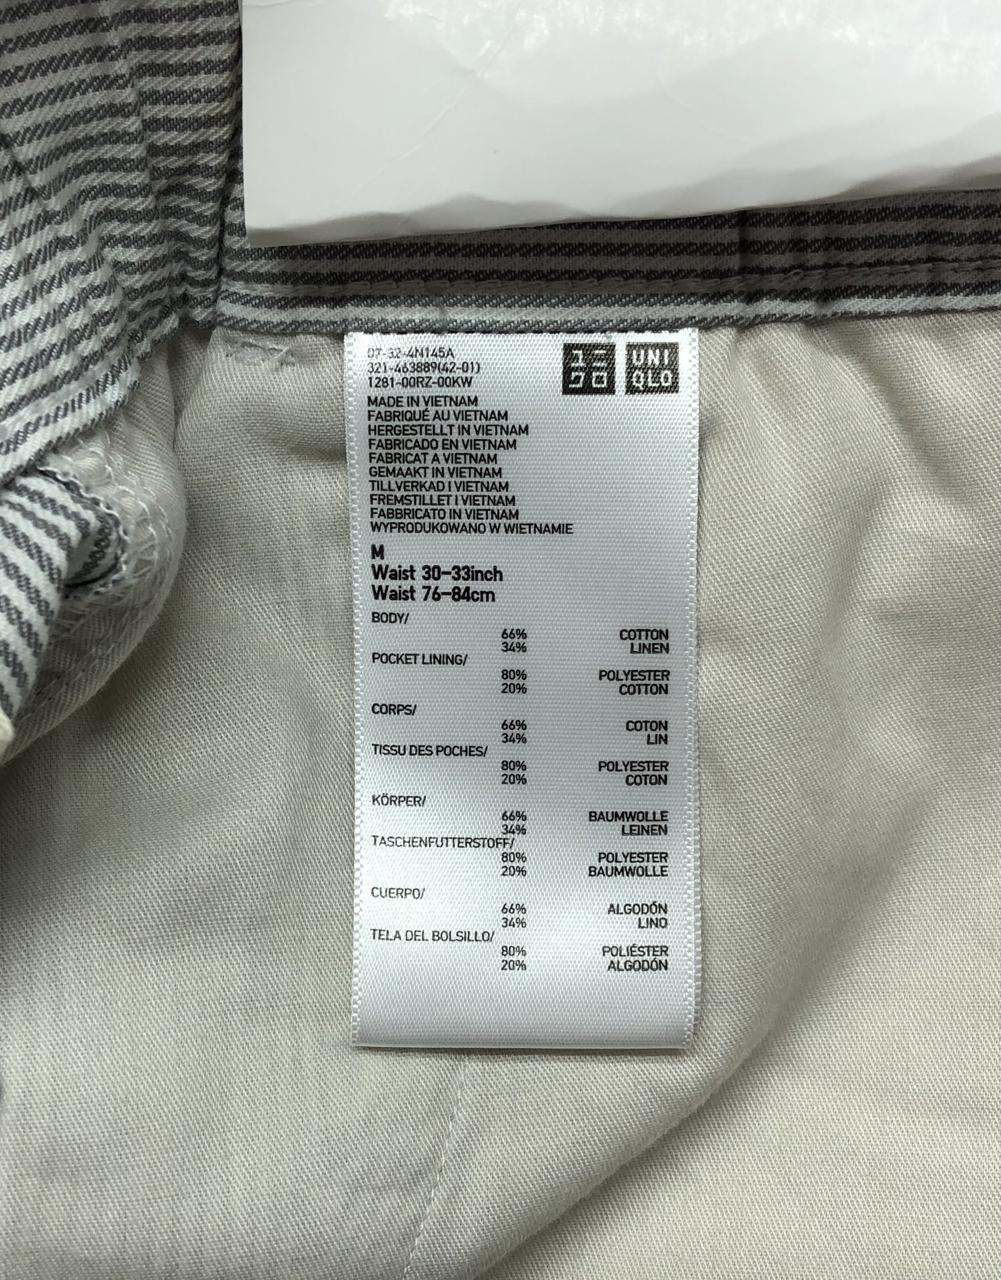 07-32-4N145A
321-463889(42-01)
1281-00RZ-00KW
ユニ
クロ
UNI
QLO
MADE IN VIETNAM
FABRIQUÉ AU VIETNAM
HERGESTELLT IN VIETNAM
FABRICADO EN VIETNAM
FABRICAT A VIETNAM
GEMAAKT IN VIETNAM
TILLVERKAD I VIETNAM
FREMSTILLET I VIETNAM
FABBRICATO IN VIETNAM
WYPRODUKOWANO W WIETNAMIE
M
Waist 30-33inch
Waist 76-84cm
BODY/
66% COTTON
34% LINEN
POCKET LINING/
80% POLYESTER
20% COTTON
CORPS/
66% COTON
34% LIN
TISSU DES POCHES/
80% POLYESTER
20% COTON
KÖRPER/
66% BAUMWOLLE
34% LEINEN
TASCHENFUTTERSTOFF/
80% POLYESTER
20% BAUMWOLLE
CUERPO/
66% ALGODÓN
34% LINO
TELA DEL BOLSILLO/
80% POLIÉSTER
20% ALGODÓN